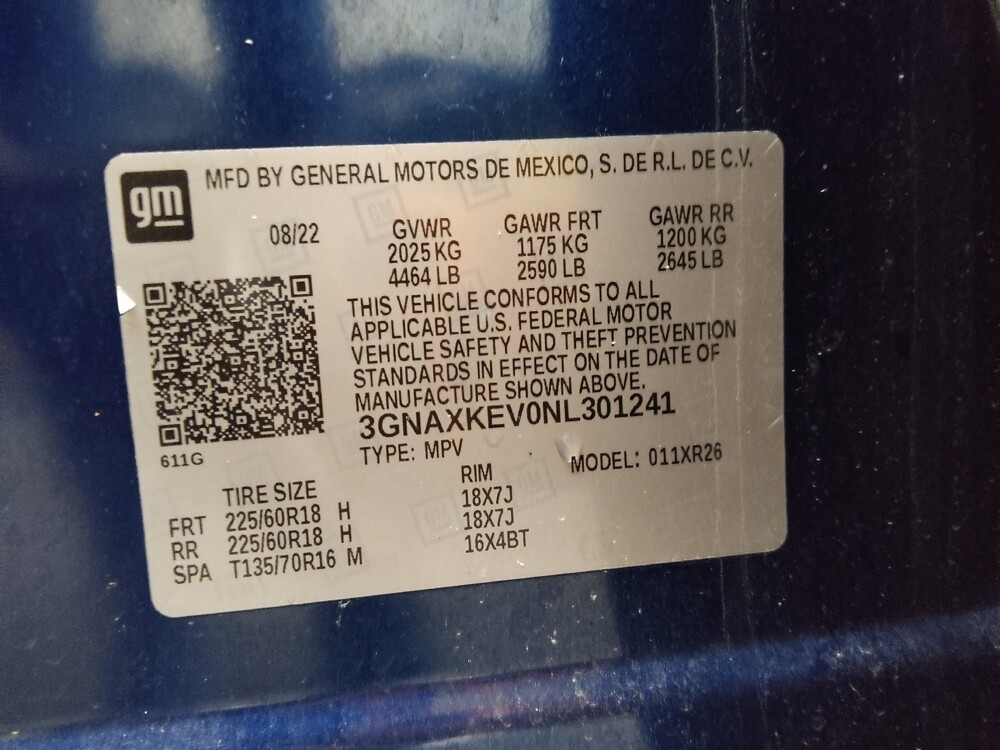 gm
MFD BY GENERAL MOTORS DE MEXICO, S. DE R.L. DE C.V.
08/22
GVWR GAWR FRT GAWR RR
2025 KG 1175 KG 1200 KG
4464 LB 2590 LB 2645 LB
THIS VEHICLE CONFORMS TO ALL
APPLICABLE U.S. FEDERAL MOTOR
VEHICLE SAFETY AND THEFT PREVENTION
STANDARDS IN EFFECT ON THE DATE OF
MANUFACTURE SHOWN ABOVE.
3GNAXKEV0NL301241
611G
TYPE: MPV MODEL: 011XR26
TIRE SIZE RIM
FRT 225/60R18 H 18X7J
RR 225/60R18 H 18X7J
SPA T135/70R16 M 16X4BT